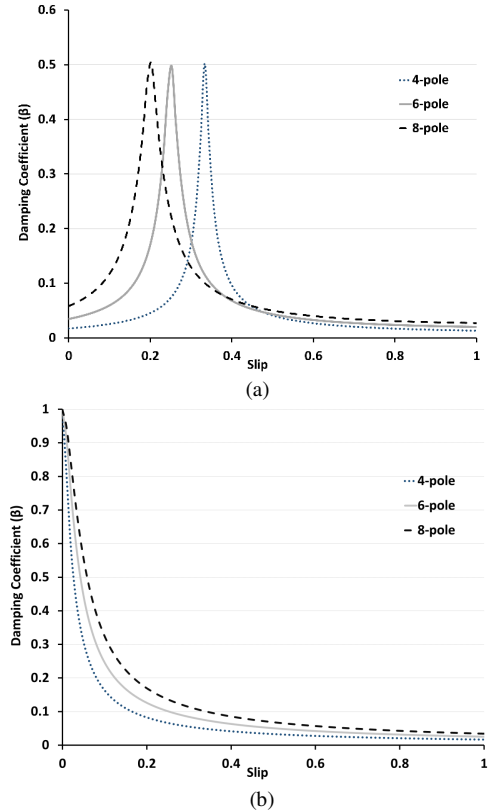 0.6
0.5
0.4
0.3
0.2
0.1
0
Damping Coefficient (β)
4-pole
6-pole
8-pole
0 0.2 0.4 0.6 0.8 1
Slip
(a)
1
0.9
0.8
0.7
0.6
0.5
0.4
0.3
0.2
0.1
0
Damping Coefficient (β)
4-pole
6-pole
8-pole
0 0.2 0.4 0.6 0.8 1
Slip
(b)